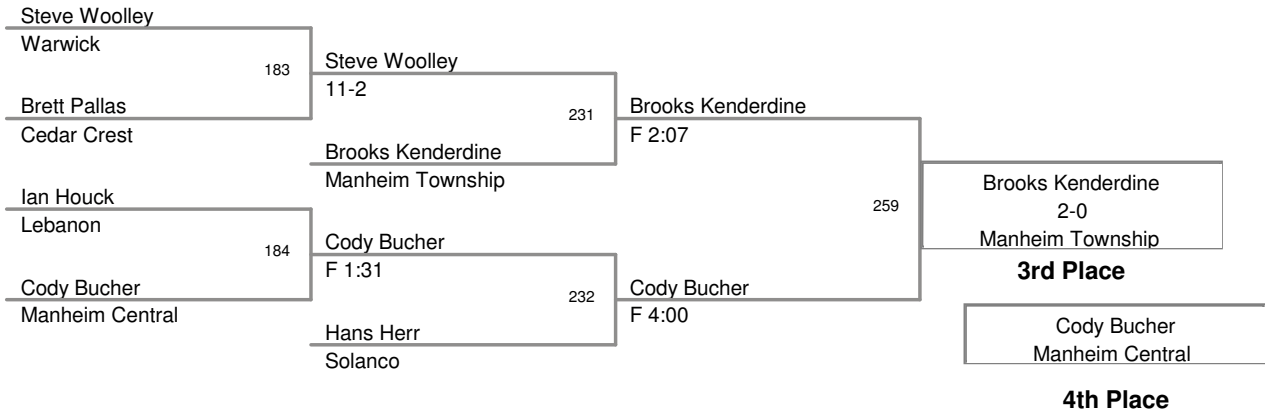 Steve Woolley
Warwick
183
Steve Woolley
11-2
Brett Pallas
Cedar Crest
231
Brooks Kenderdine
F 2:07
Brooks Kenderdine
Manheim Township
Ian Houck
Lebanon
259
Brooks Kenderdine
2-0
Manheim Township
3rd Place
184
Cody Bucher
F 1:31
Cody Bucher
Manheim Central
232
Cody Bucher
F 4:00
Hans Herr
Solanco
Cody Bucher
Manheim Central
4th Place